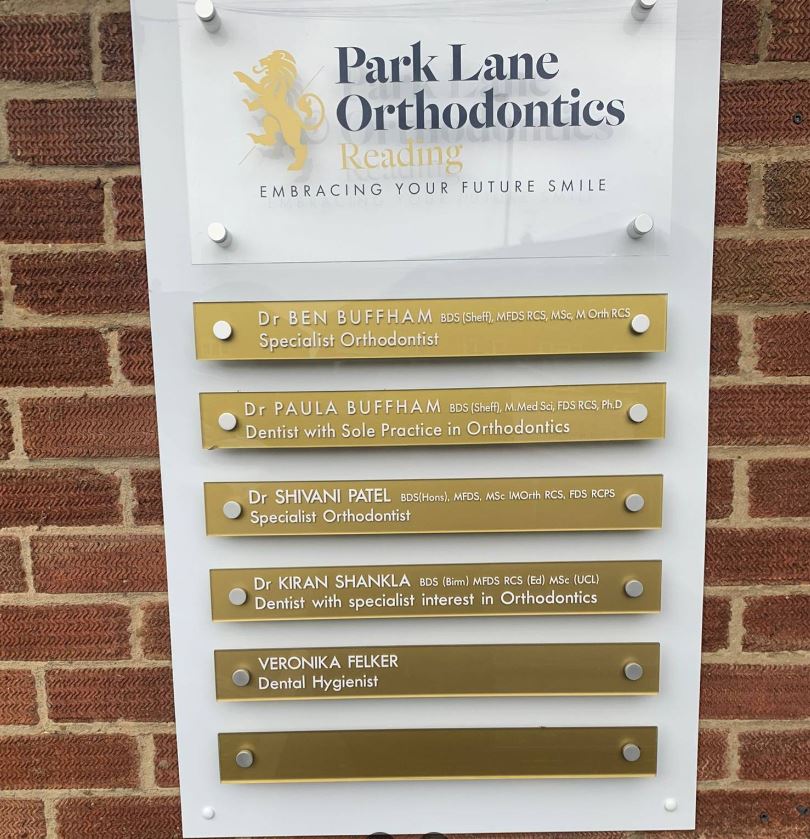 Park Lane
Orthodontics
Reading
EMBRACING YOUR FUTURE SMILE
Dr BEN BUFFHAM BDS (Sheff), MFDS RCS, MSc, M Orth RCS
Specialist Orthodontist
Dr PAULA BUFFHAM BDS (Sheff), M.Med Sci, FDS RCS, Ph.D
Dentist with Sole Practice in Orthodontics
Dr SHIVANI PATEL BDS(Hons), MFDS, MSc IMOrth RCS, FDS RCPS
Specialist Orthodontist
Dr KIRAN SHANKLA BDS (Birm) MFDS RCS (Ed) MSc (UCL)
Dentist with specialist interest in Orthodontics
VERONIKA FELKER
Dental Hygienist